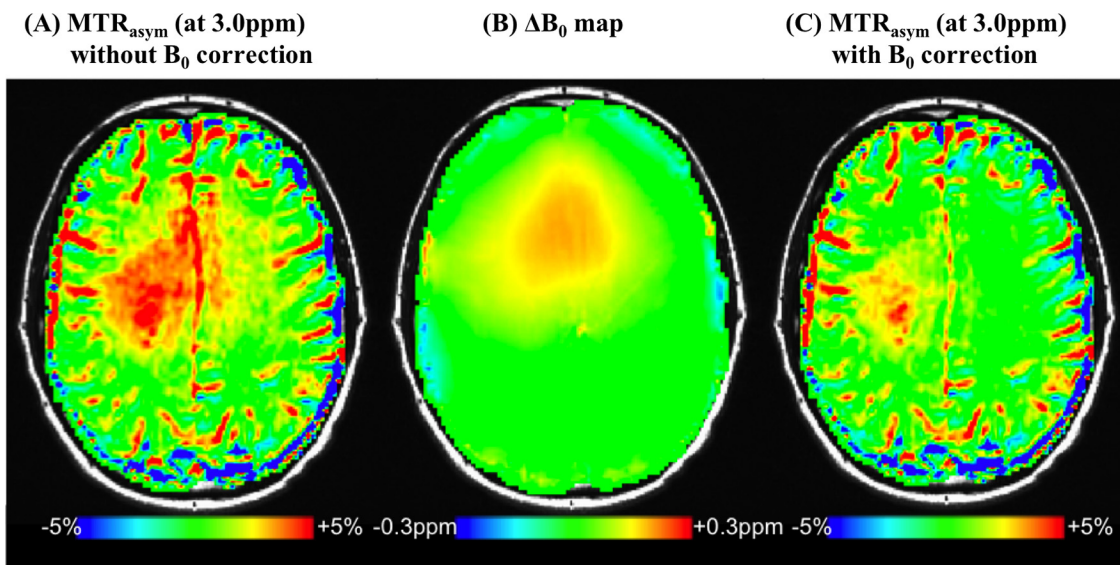 (A) MTRasym (at 3.0ppm)
without B0 correction
(B) ΔB0 map
(C) MTRasym (at 3.0ppm)
with B0 correction
-5% +5%
-0.3ppm +0.3ppm
-5% +5%